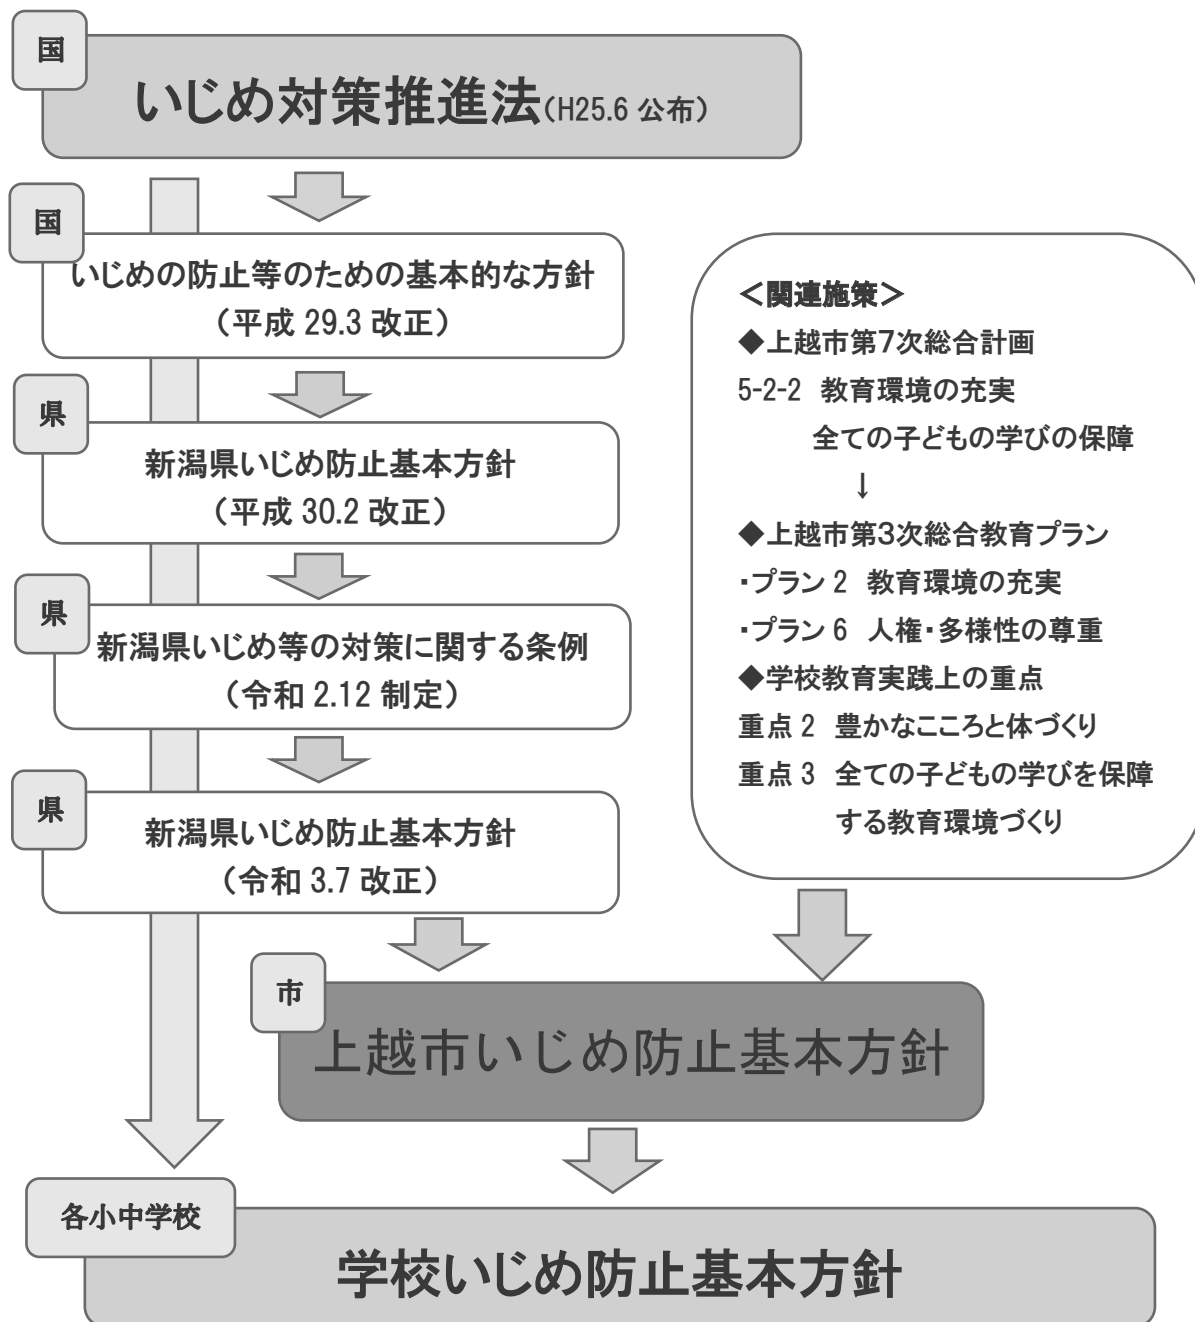 国
いじめ対策推進法(H25.6 公布)
国
いじめの防止等のための基本的な方針
(平成 29.3 改正)
県
新潟県いじめ防止基本方針
(平成 30.2 改正)
県
新潟県いじめ等の対策に関する条例
(令和 2.12 制定)
県
新潟県いじめ防止基本方針
(令和 3.7 改正)
<関連施策>
◆上越市第7次総合計画
5-2-2 教育環境の充実
全ての子どもの学びの保障
↓
◆上越市第3次総合教育プラン
・プラン 2 教育環境の充実
・プラン 6 人権・多様性の尊重
◆学校教育実践上の重点
重点 2 豊かなこころと体づくり
重点 3 全ての子どもの学びを保障
する教育環境づくり
市
上越市いじめ防止基本方針
各小中学校
学校いじめ防止基本方針